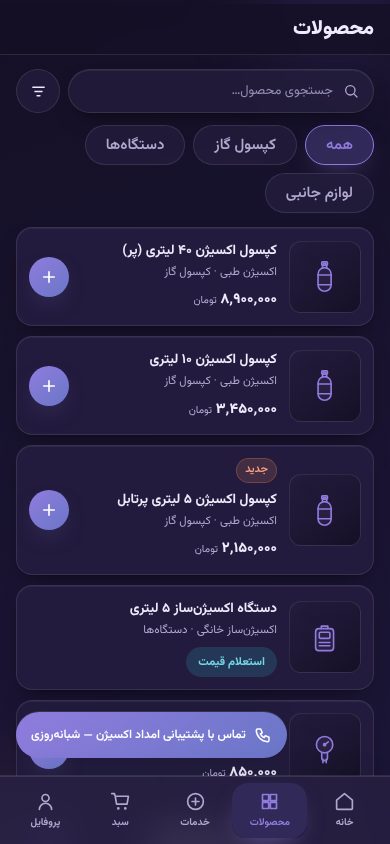 محصولات
جستجوی محصول...
همه
کپسول گاز
دستگاه‌ها
لوازم جانبی
کپسول اکسیژن ۴۰ لیتری (پر)
اکسیژن طبی · کپسول گاز
۸,۹۰۰,۰۰۰ تومان
کپسول اکسیژن ۱۰ لیتری
اکسیژن طبی · کپسول گاز
۳,۴۵۰,۰۰۰ تومان
جدید
کپسول اکسیژن ۵ لیتری پرتابل
اکسیژن طبی · کپسول گاز
۲,۱۵۰,۰۰۰ تومان
دستگاه اکسیژن‌ساز ۵ لیتری
اکسیژن‌ساز خانگی · دستگاه‌ها
استعلام قیمت
تماس با پشتیبانی امداد اکسیژن — شبانه‌روزی
۸۵۰,۰۰۰ تومان
خانه
محصولات
خدمات
سبد
پروفایل